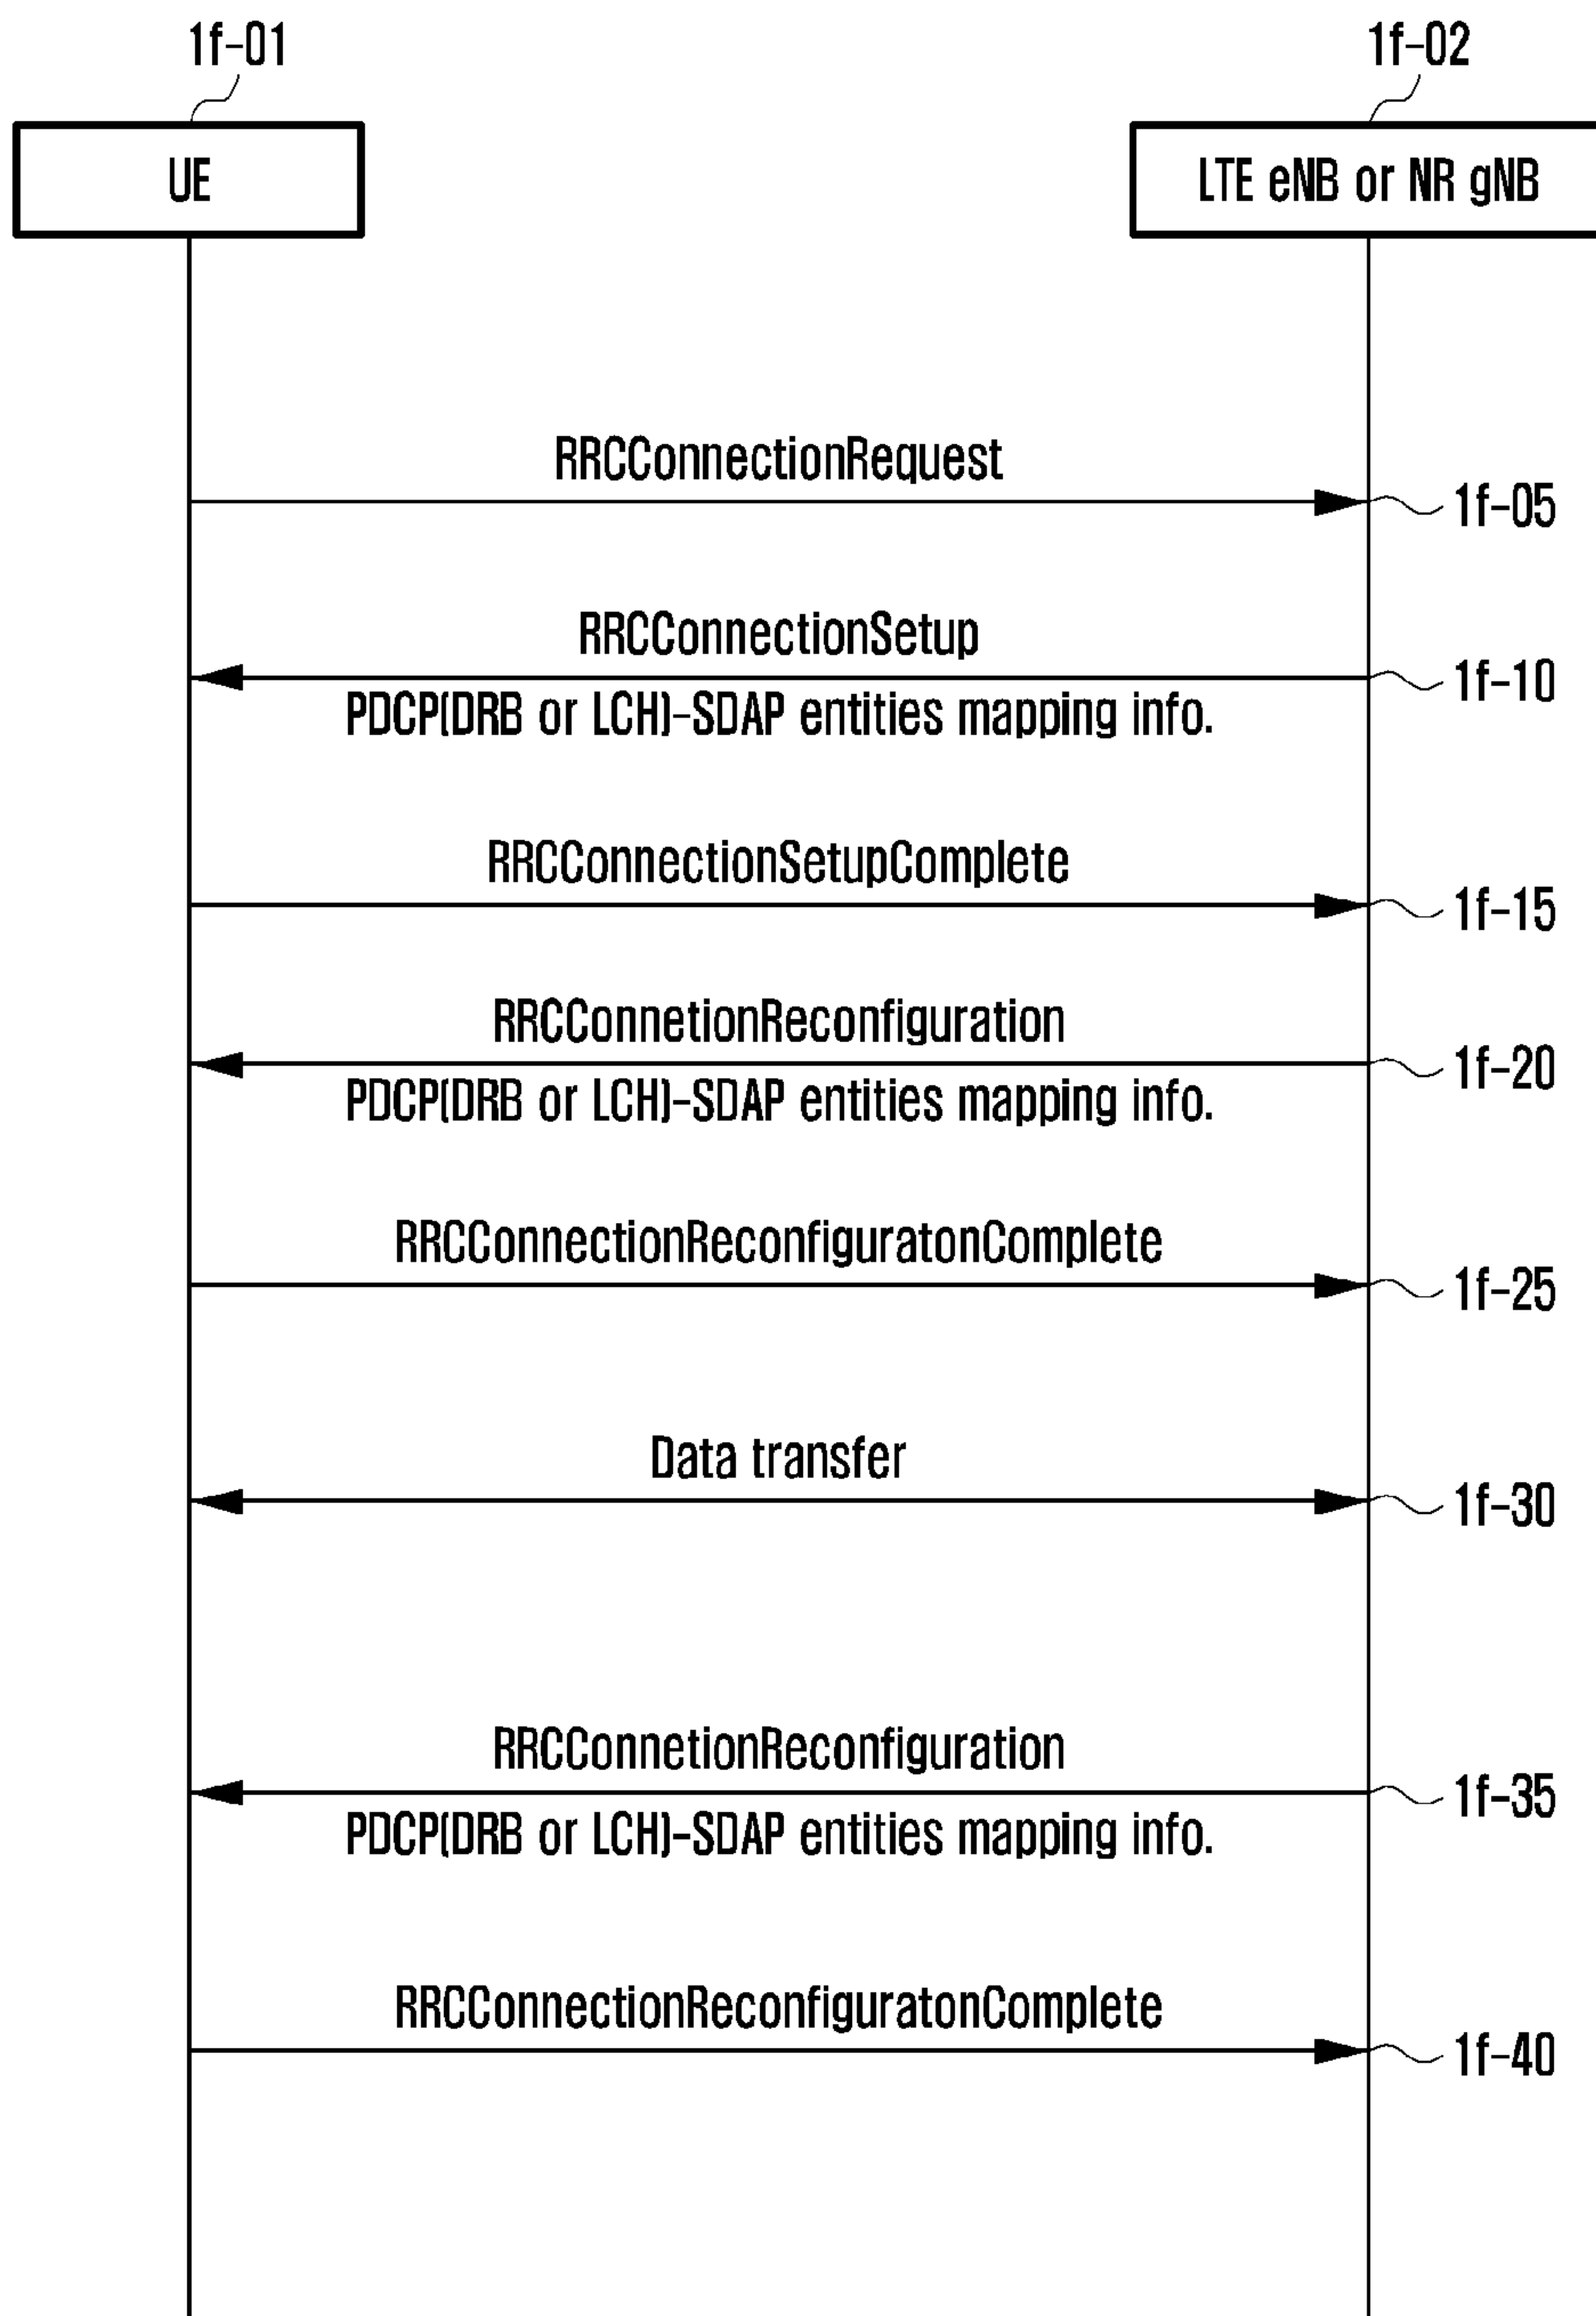 1f-01
1f-02
UE
LTE eNB or NR gNB
RRCConnectionRequest
1f-05
RRCConnectionSetup
1f-10
PDCP(DRB or LCH)-SDAP entities mapping info.
RRCConnectionSetupComplete
1f-15
RRCConnetionReconfiguration
1f-20
PDCP(DRB or LCH)-SDAP entities mapping info.
RRCConnectionReconfiguratonComplete
1f-25
Data transfer
1f-30
RRCConnetionReconfiguration
1f-35
PDCP(DRB or LCH)-SDAP entities mapping info.
RRCConnectionReconfiguratonComplete
1f-40